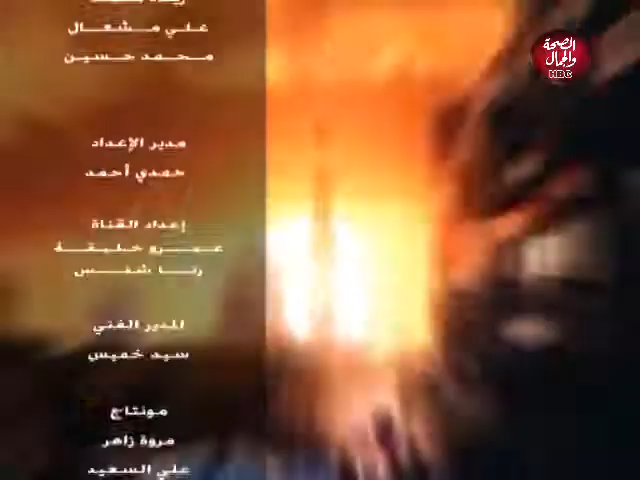 علي مشعال
محمد حسين
مدير الإعداد
حمدي أحمد
إعداد القناة
عمرو خليفة
رنا شمس
المدير الفني
سيد خميس
مونتاج
مروة زاهر
علي السعيد
الصحة
والجمال
HBC